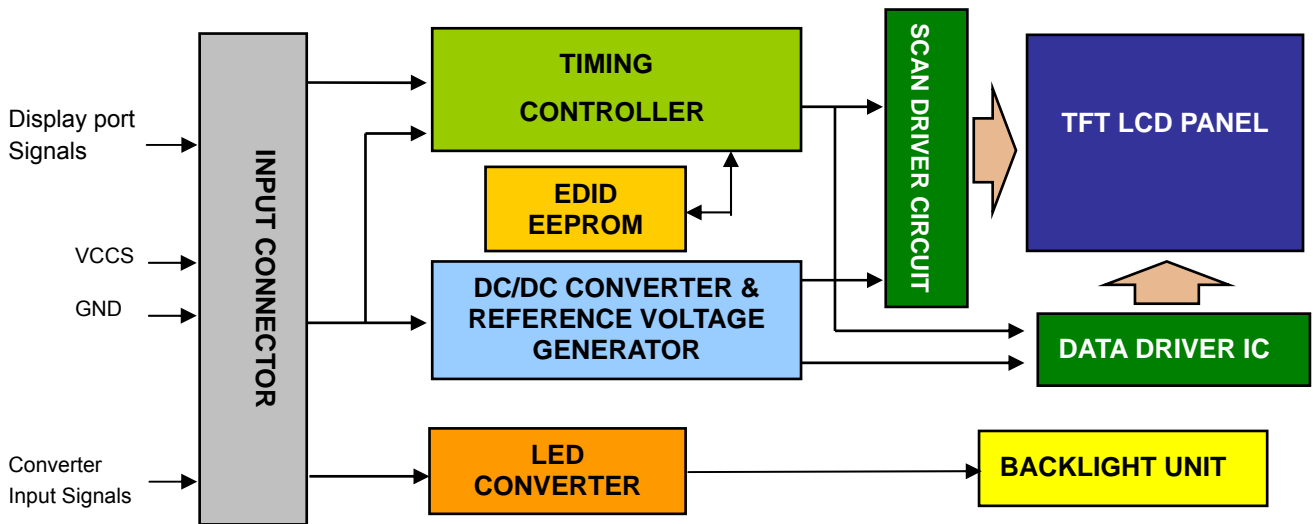 Display port
Signals
VCCS
GND
Converter
Input Signals
INPUT CONNECTOR
TIMING
CONTROLLER
EDID
EEPROM
DC/DC CONVERTER &
REFERENCE VOLTAGE
GENERATOR
LED
CONVERTER
SCAN DRIVER CIRCUIT
TFT LCD PANEL
DATA DRIVER IC
BACKLIGHT UNIT